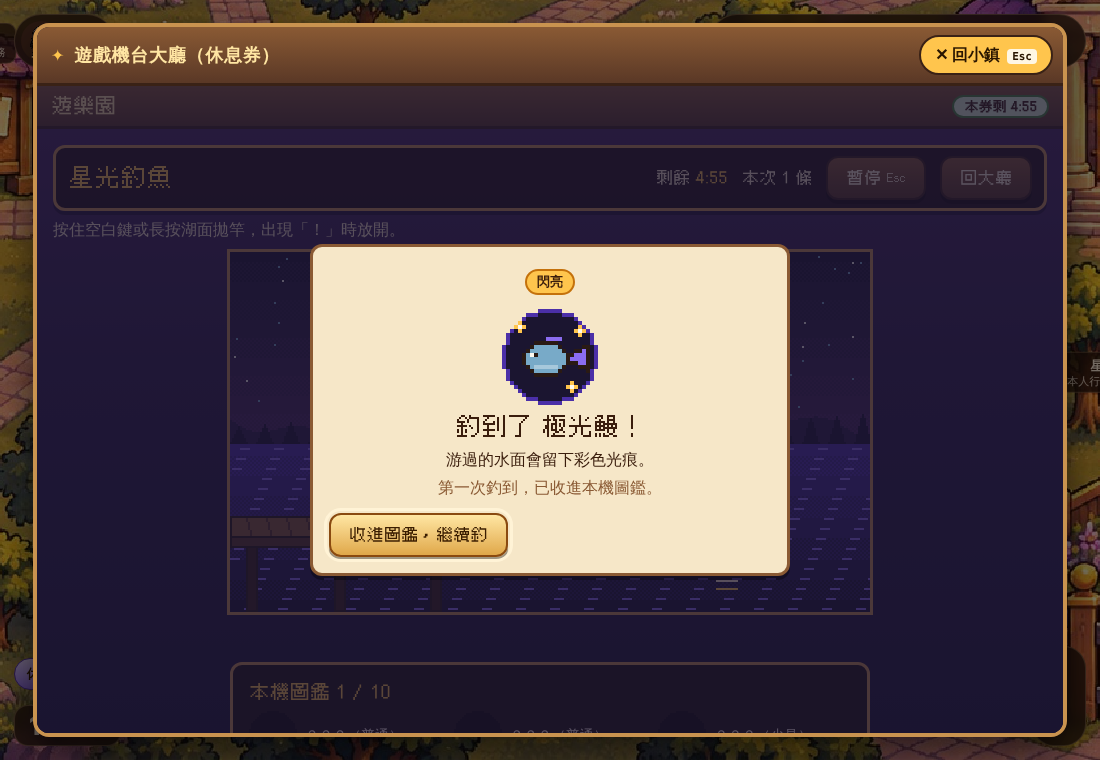 ✦ 遊戲機台大廳（休息券）
✕ 回小鎮 Esc
遊樂園
本券剩 4:55
星光釣魚
剩餘 4:55 本次 1 條
暫停 Esc
回大廳
按住空白鍵或長按湖面拋竿，出現「！」時放開。
閃亮
釣到了 極光鰻！
游過的水面會留下彩色光痕。
第一次釣到，已收進本機圖鑑。
收進圖鑑，繼續釣
本機圖鑑 1 / 10